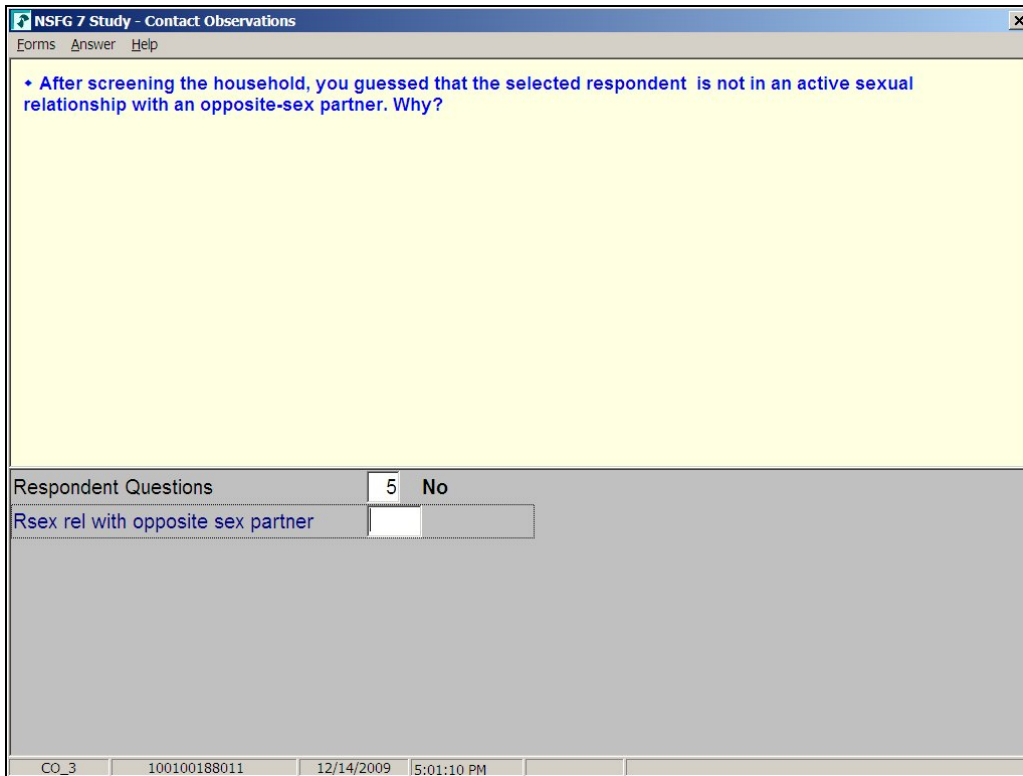 NSFG 7 Study - Contact Observations
Forms Answer Help
• After screening the household, you guessed that the selected respondent is not in an active sexual
relationship with an opposite-sex partner. Why?
Respondent Questions 5 No
Rsex rel with opposite sex partner
CO_3 100100188011 12/14/2009 5:01:10 PM